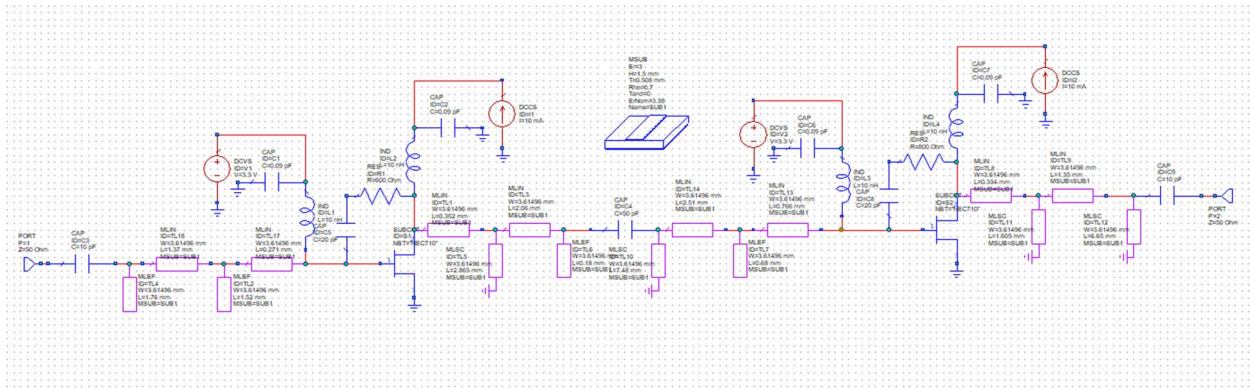 MSUB
Er=3
H=1.5 mm
T=0.508 mm
Rho=0.7
Tand=0
ErNom=3.38
Name=SUB1
PORT
P=1
Z=50 Ohm
CAP
ID=C3
C=10 pF
MLEF
ID=TL4
W=3.61496 mm
L=1.76 mm
MSUB=SUB1
MLIN
ID=TL18
W=3.61496 mm
L=1.37 mm
MSUB=SUB1
MLEF
ID=TL2
W=3.61496 mm
L=1.52 mm
MSUB=SUB1
MLIN
ID=TL17
W=3.61496 mm
L=0.271 mm
MSUB=SUB1
DCVS
ID=V1
V=3.3 V
CAP
ID=C1
C=0.09 pF
IND
ID=L1
L=10 nH
CAP
ID=C5
C=20 pF
RES
ID=R1
R=600 Ohm
IND
ID=L2
L=10 nH
CAP
ID=C2
C=0.09 pF
DCCS
ID=I1
I=10 mA
SUBCKT
ID=S1
NET="NEC710"
1
MLIN
ID=TL1
W=3.61496 mm
L=0.352 mm
MSUB=SUB1
MLSC
ID=TL5
W=3.61496 mm
L=2.865 mm
MSUB=SUB1
MLIN
ID=TL3
W=3.61496 mm
L=2.06 mm
MSUB=SUB1
MLEF
ID=TL6
W=3.61496 mm
L=0.18 mm
MSUB=SUB1
CAP
ID=C4
C=50 pF
MLSC
ID=TL10
W=3.61496 mm
L=7.48 mm
MSUB=SUB1
MLIN
ID=TL14
W=3.61496 mm
L=2.51 mm
MSUB=SUB1
MLEF
ID=TL7
W=3.61496 mm
L=0.68 mm
MSUB=SUB1
MLIN
ID=TL13
W=3.61496 mm
L=0.766 mm
MSUB=SUB1
DCVS
ID=V2
V=3.3 V
CAP
ID=C6
C=0.09 pF
IND
ID=L3
L=10 nH
CAP
ID=C8
C=20 pF
RES
ID=R2
R=800 Ohm
IND
ID=L4
L=10 nH
CAP
ID=C7
C=0.09 pF
DCCS
ID=I2
I=10 mA
SUBCKT
ID=S2
NET="NEC710"
1
MLIN
ID=TL8
W=3.61496 mm
L=0.334 mm
MSUB=SUB1
MLSC
ID=TL11
W=3.61496 mm
L=1.605 mm
MSUB=SUB1
MLIN
ID=TL9
W=3.61496 mm
L=1.35 mm
MSUB=SUB1
MLSC
ID=TL12
W=3.61496 mm
L=6.65 mm
MSUB=SUB1
CAP
ID=C9
C=10 pF
PORT
P=2
Z=50 Ohm